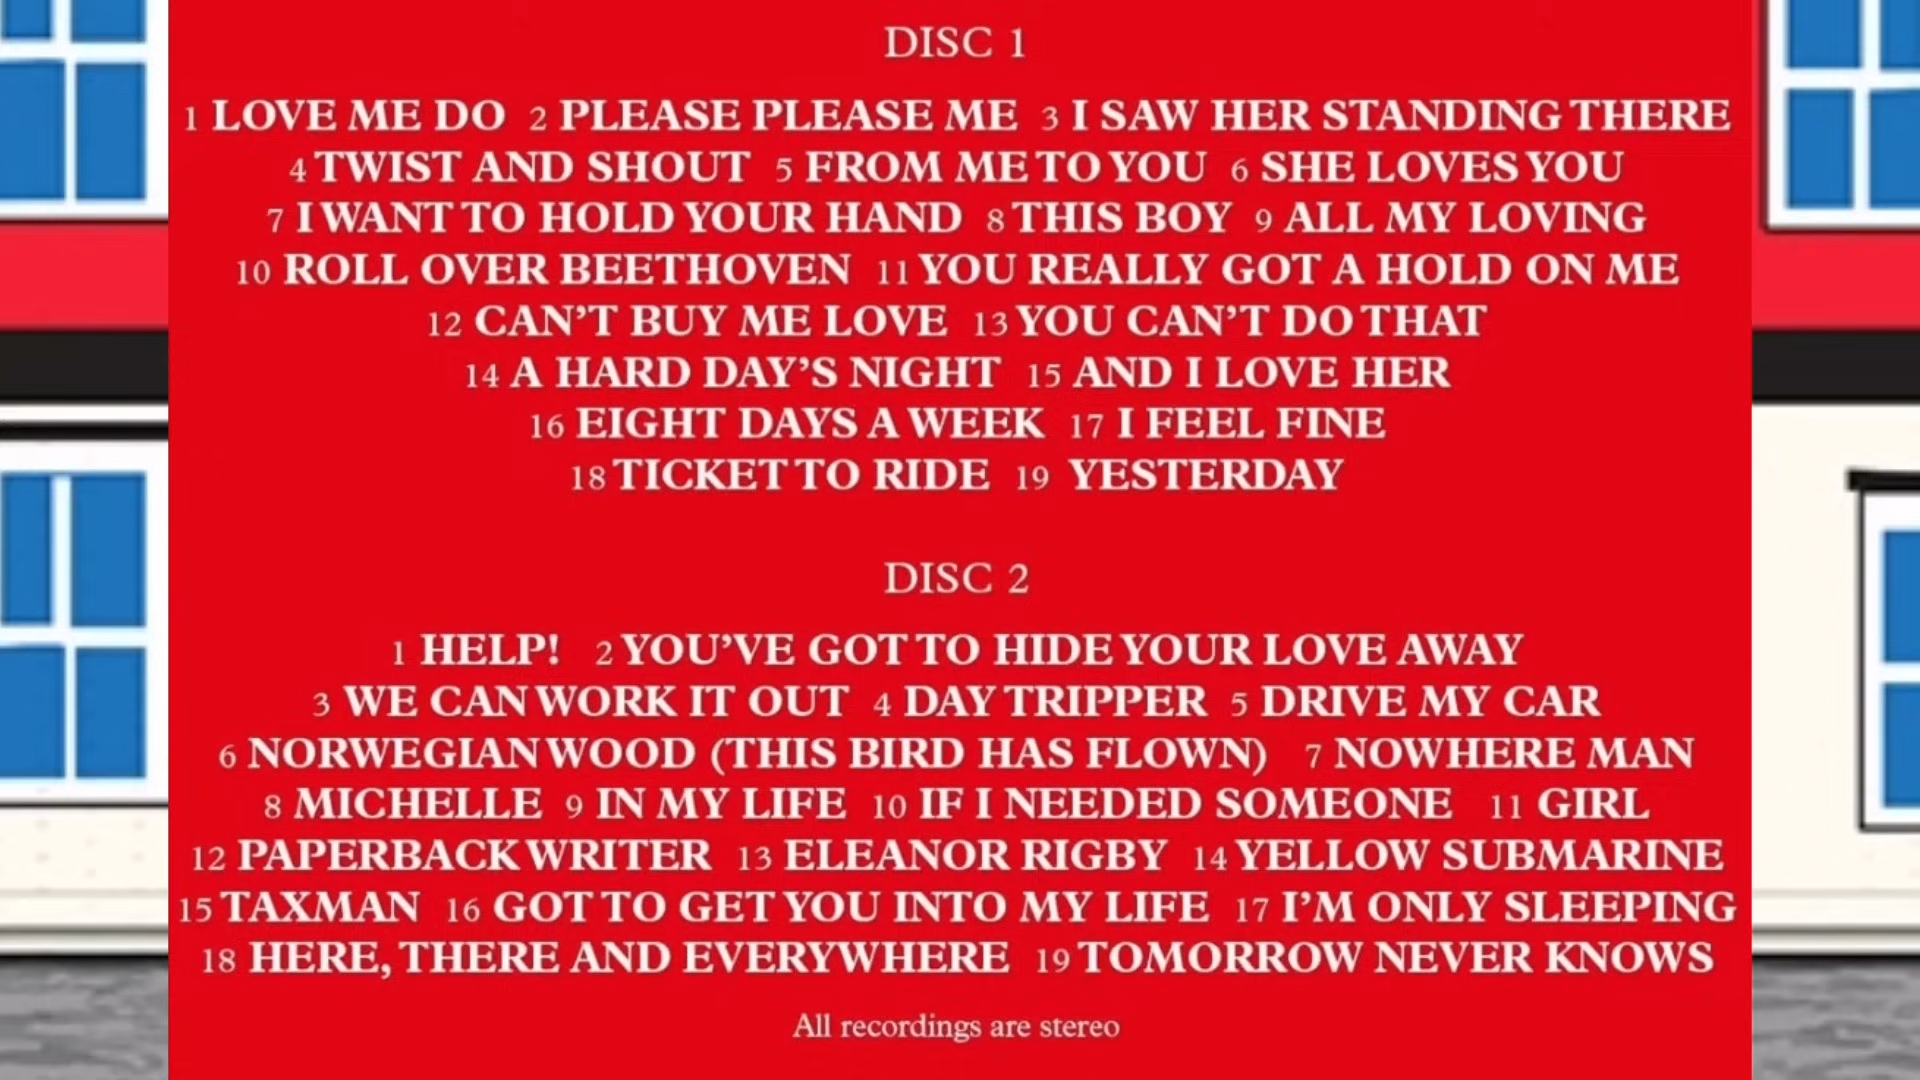 DISC 1
1 LOVE ME DO 2 PLEASE PLEASE ME 3 I SAW HER STANDING THERE
4 TWIST AND SHOUT 5 FROM ME TO YOU 6 SHE LOVES YOU
7 I WANT TO HOLD YOUR HAND 8 THIS BOY 9 ALL MY LOVING
10 ROLL OVER BEETHOVEN 11 YOU REALLY GOT A HOLD ON ME
12 CAN’T BUY ME LOVE 13 YOU CAN’T DO THAT
14 A HARD DAY’S NIGHT 15 AND I LOVE HER
16 EIGHT DAYS A WEEK 17 I FEEL FINE
18 TICKET TO RIDE 19 YESTERDAY
DISC 2
1 HELP! 2 YOU’VE GOT TO HIDE YOUR LOVE AWAY
3 WE CAN WORK IT OUT 4 DAY TRIPPER 5 DRIVE MY CAR
6 NORWEGIAN WOOD (THIS BIRD HAS FLOWN) 7 NOWHERE MAN
8 MICHELLE 9 IN MY LIFE 10 IF I NEEDED SOMEONE 11 GIRL
12 PAPERBACK WRITER 13 ELEANOR RIGBY 14 YELLOW SUBMARINE
15 TAXMAN 16 GOT TO GET YOU INTO MY LIFE 17 I’M ONLY SLEEPING
18 HERE, THERE AND EVERYWHERE 19 TOMORROW NEVER KNOWS
All recordings are stereo